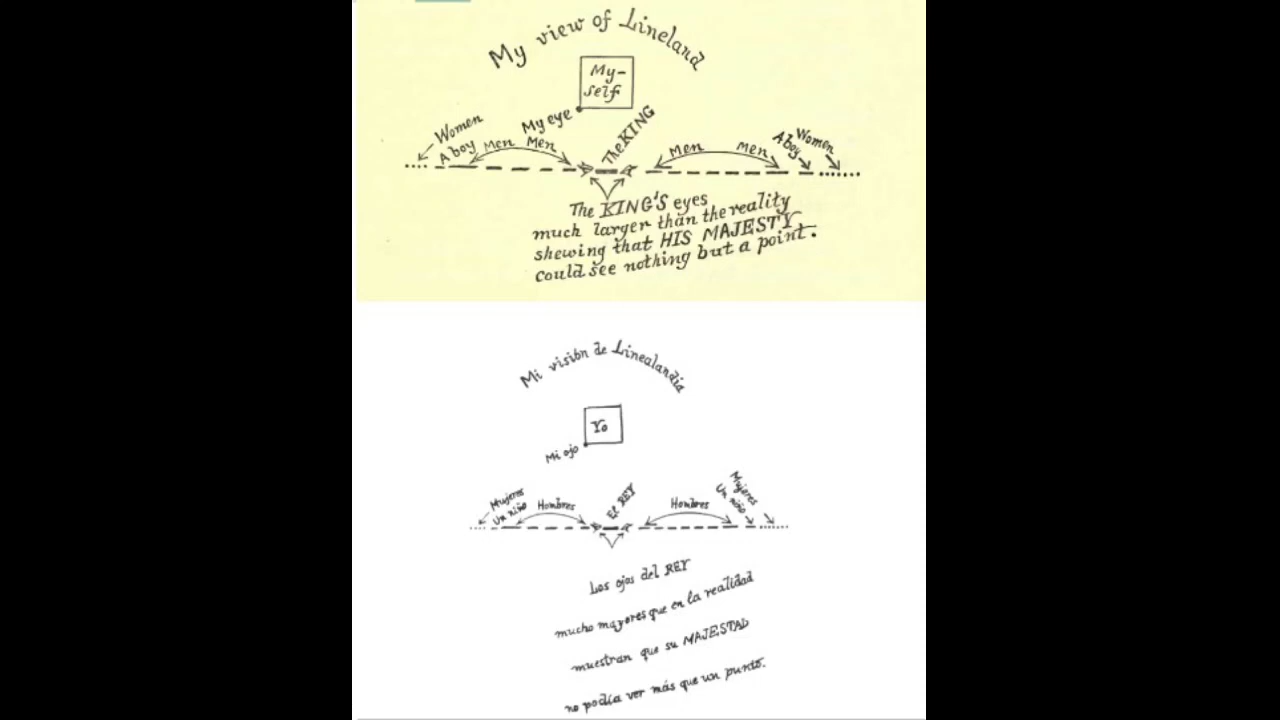 My view of Lineland
My-
self
My eye
The KING
Women
A boy
Men
Men
Men
Men
A boy
Women
The KING'S eyes
much larger than the reality
shewing that HIS MAJESTY
could see nothing but a point.
Mi visión de Linealandia
Yo
Mi ojo
Mujeres
Un niño
Hombres
El REY
Hombres
Un niño
Mujeres
Los ojos del REY
mucho mayores que en la realidad
muestran que su MAJESTAD
no podía ver más que un punto.